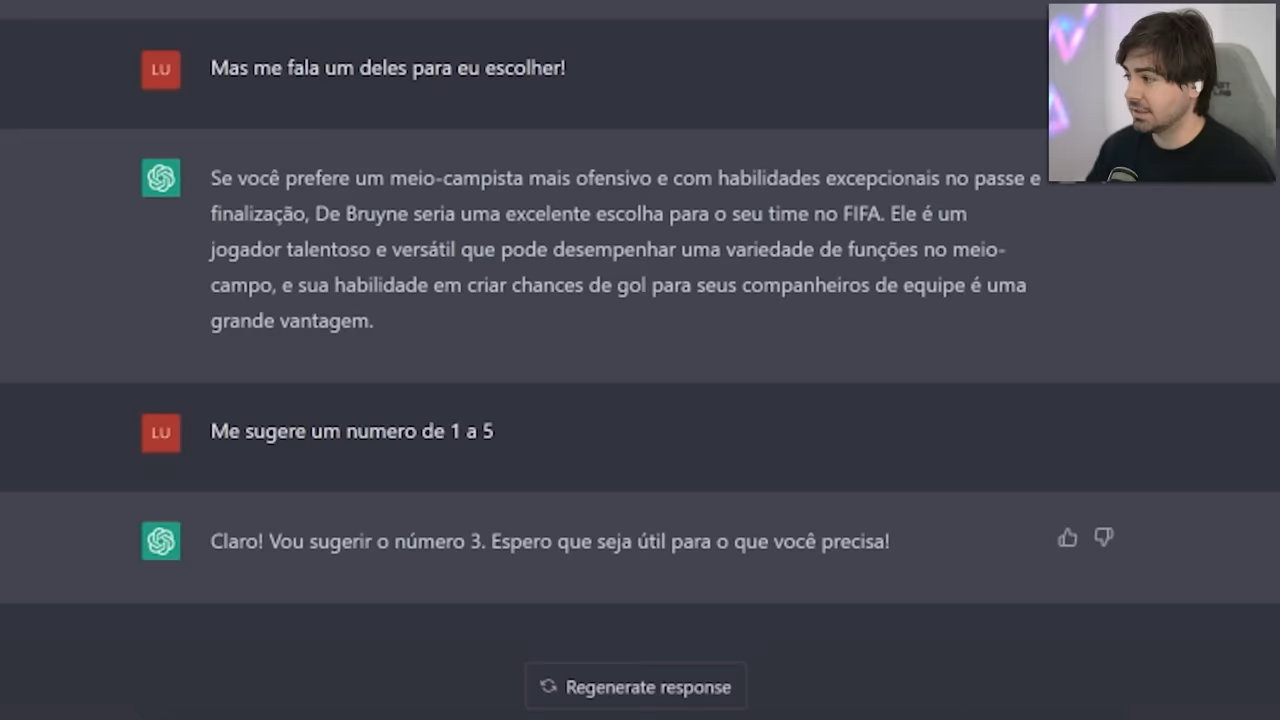 LU
Mas me fala um deles para eu escolher!
Se você prefere um meio-campista mais ofensivo e com habilidades excepcionais no passe e
finalização, De Bruyne seria uma excelente escolha para o seu time no FIFA. Ele é um
jogador talentoso e versátil que pode desempenhar uma variedade de funções no meio-
campo, e sua habilidade em criar chances de gol para seus companheiros de equipe é uma
grande vantagem.
LU
Me sugere um numero de 1 a 5
Claro! Vou sugerir o número 3. Espero que seja útil para o que você precisa!
Regenerate response